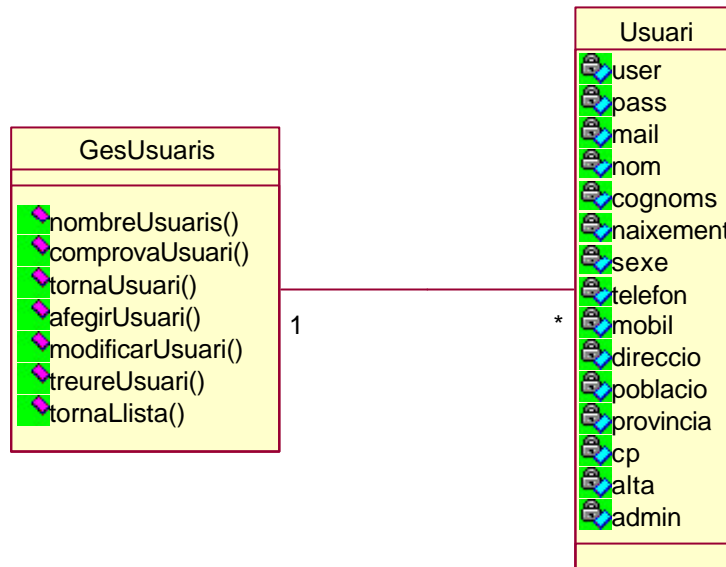 GesUsuaris
nombreUsuaris()
comprovaUsuari()
tornaUsuari()
afegirUsuari()
modificarUsuari()
treureUsuari()
tornaLlista()
1
*
Usuari
user
pass
mail
nom
cognoms
naixement
sexe
telefon
mobil
direccio
poblacio
provincia
cp
alta
admin